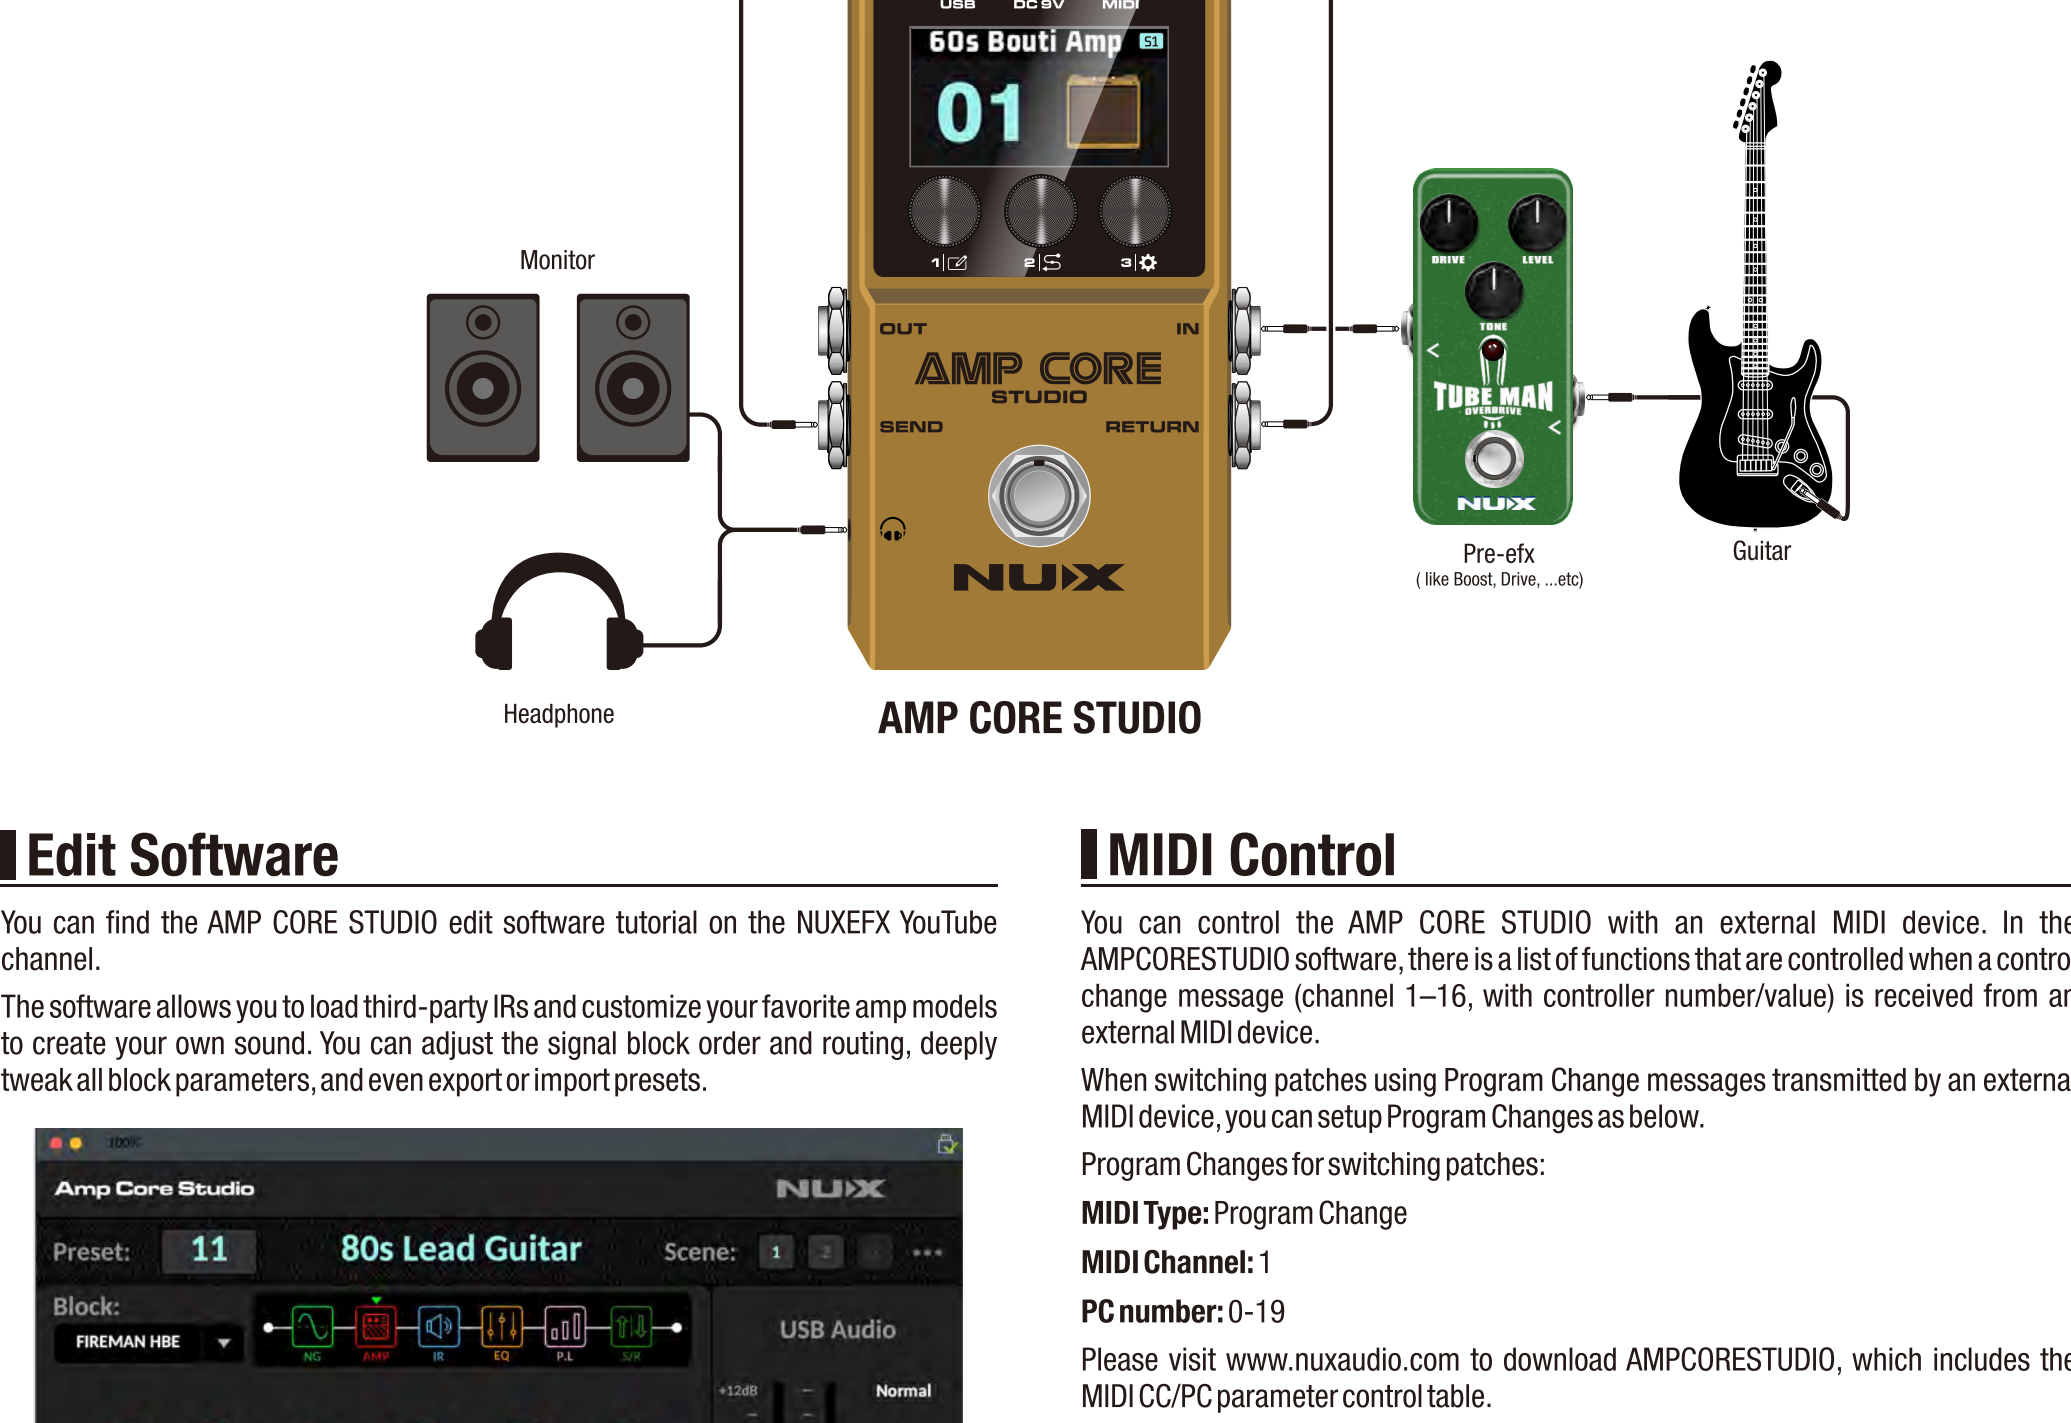 USB DC 9V MIDI
60s Bouti Amp S1
01
1 2 3
Monitor
DRIVE LEVEL
TONE
OUT IN
AMP CORE
STUDIO
SEND RETURN
TUBE MAN
OVERDRIVE
NUX
NUX
Pre-efx
( like Boost, Drive, ...etc)
Guitar
Headphone
AMP CORE STUDIO
Edit Software
You can find the AMP CORE STUDIO edit software tutorial on the NUXEFX YouTube
channel.
The software allows you to load third-party IRs and customize your favorite amp models
to create your own sound. You can adjust the signal block order and routing, deeply
tweak all block parameters, and even export or import presets.
100%
Amp Core Studio NUX
Preset: 11 80s Lead Guitar Scene: 1 2
Block:
FIREMAN HBE
NG AMP IR EQ P.L S/R
USB Audio
+12dB Normal
MIDI Control
You can control the AMP CORE STUDIO with an external MIDI device. In the
AMPCORESTUDIO software, there is a list of functions that are controlled when a contro
change message (channel 1–16, with controller number/value) is received from an
external MIDI device.
When switching patches using Program Change messages transmitted by an externa
MIDI device, you can setup Program Changes as below.
Program Changes for switching patches:
MIDI Type: Program Change
MIDI Channel: 1
PC number: 0-19
Please visit www.nuxaudio.com to download AMPCORESTUDIO, which includes the
MIDI CC/PC parameter control table.